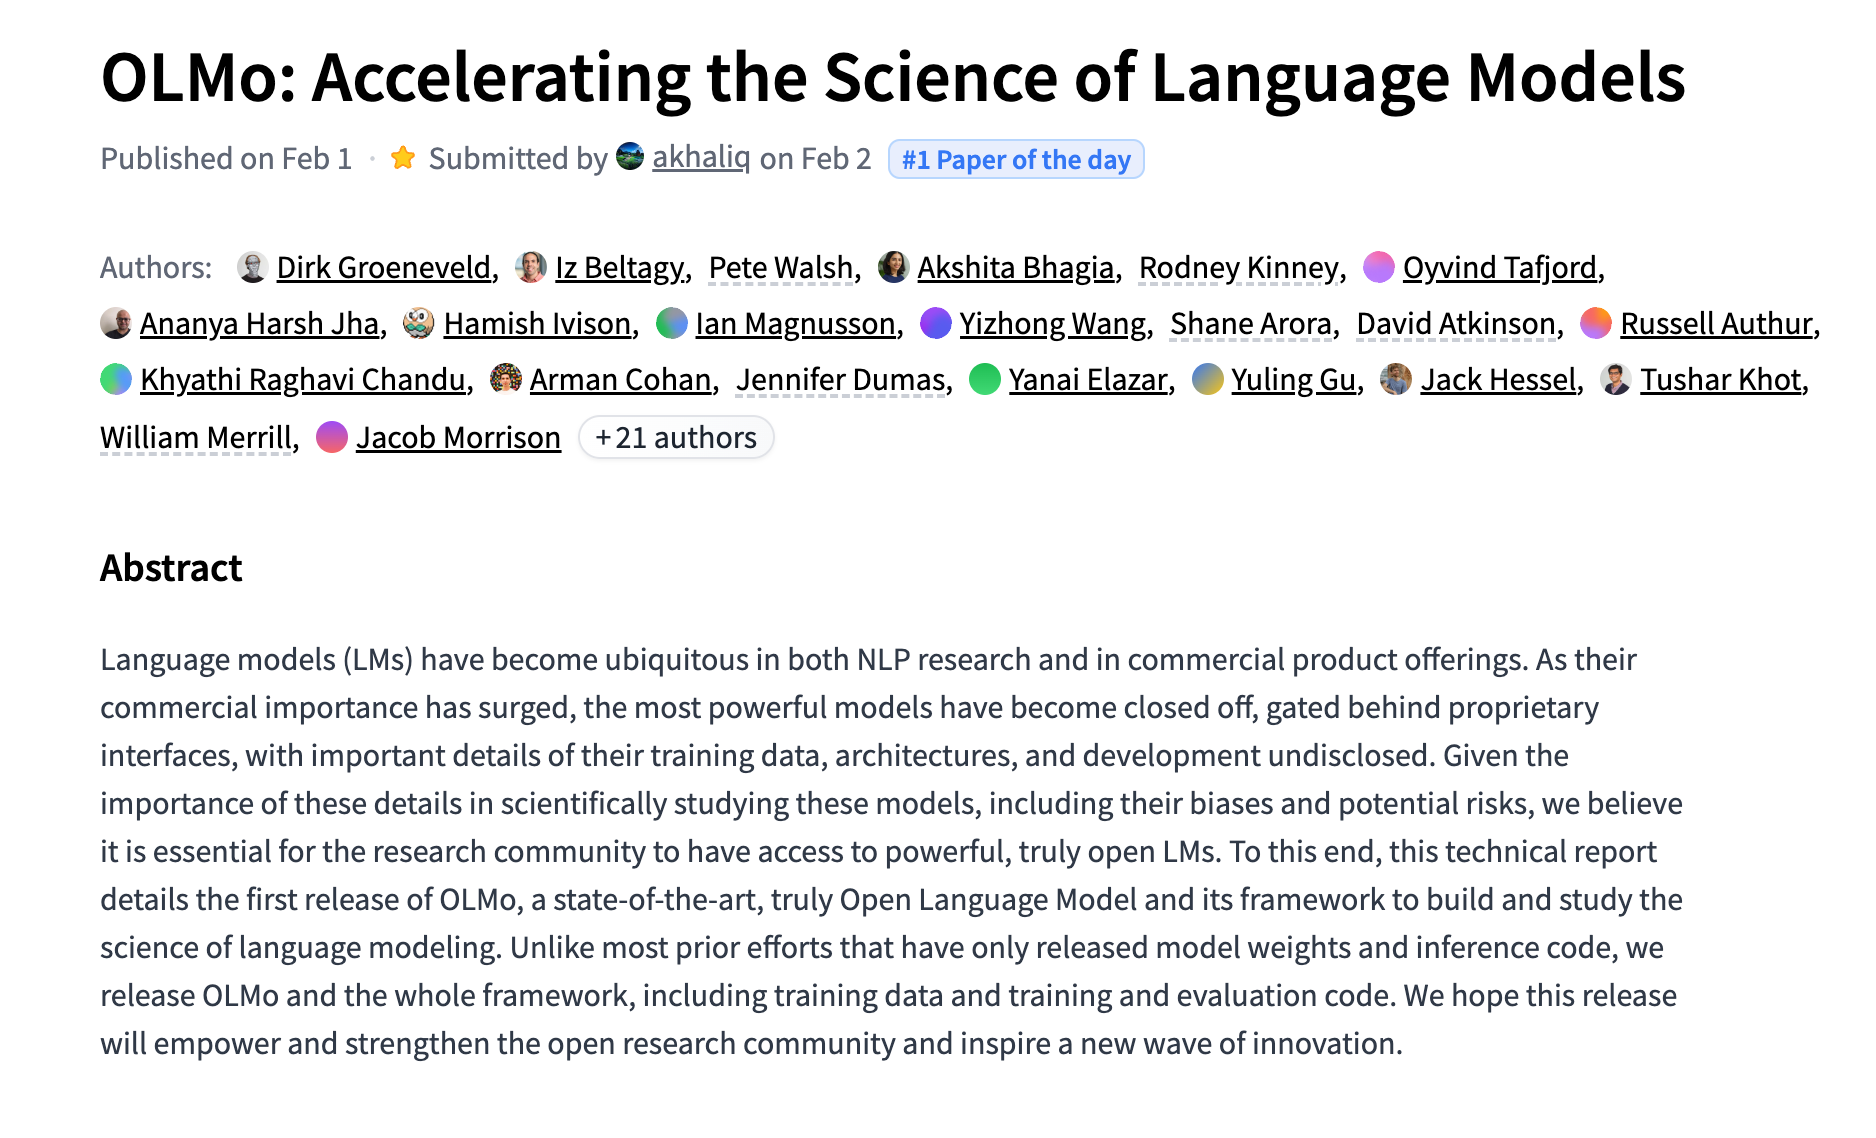 OLMo: Accelerating the Science of Language Models
Published on Feb 1 · Submitted by akhaliq on Feb 2 #1 Paper of the day
Authors: Dirk Groeneveld, Iz Beltagy, Pete Walsh, Akshita Bhagia, Rodney Kinney, Oyvind Tafjord,
Ananya Harsh Jha, Hamish Ivison, Ian Magnusson, Yizhong Wang, Shane Arora, David Atkinson, Russell Authur,
Khyathi Raghavi Chandu, Arman Cohan, Jennifer Dumas, Yanai Elazar, Yuling Gu, Jack Hessel, Tushar Khot,
William Merrill, Jacob Morrison +21 authors
Abstract
Language models (LMs) have become ubiquitous in both NLP research and in commercial product offerings. As their
commercial importance has surged, the most powerful models have become closed off, gated behind proprietary
interfaces, with important details of their training data, architectures, and development undisclosed. Given the
importance of these details in scientifically studying these models, including their biases and potential risks, we believe
it is essential for the research community to have access to powerful, truly open LMs. To this end, this technical report
details the first release of OLMo, a state-of-the-art, truly Open Language Model and its framework to build and study the
science of language modeling. Unlike most prior efforts that have only released model weights and inference code, we
release OLMo and the whole framework, including training data and training and evaluation code. We hope this release
will empower and strengthen the open research community and inspire a new wave of innovation.